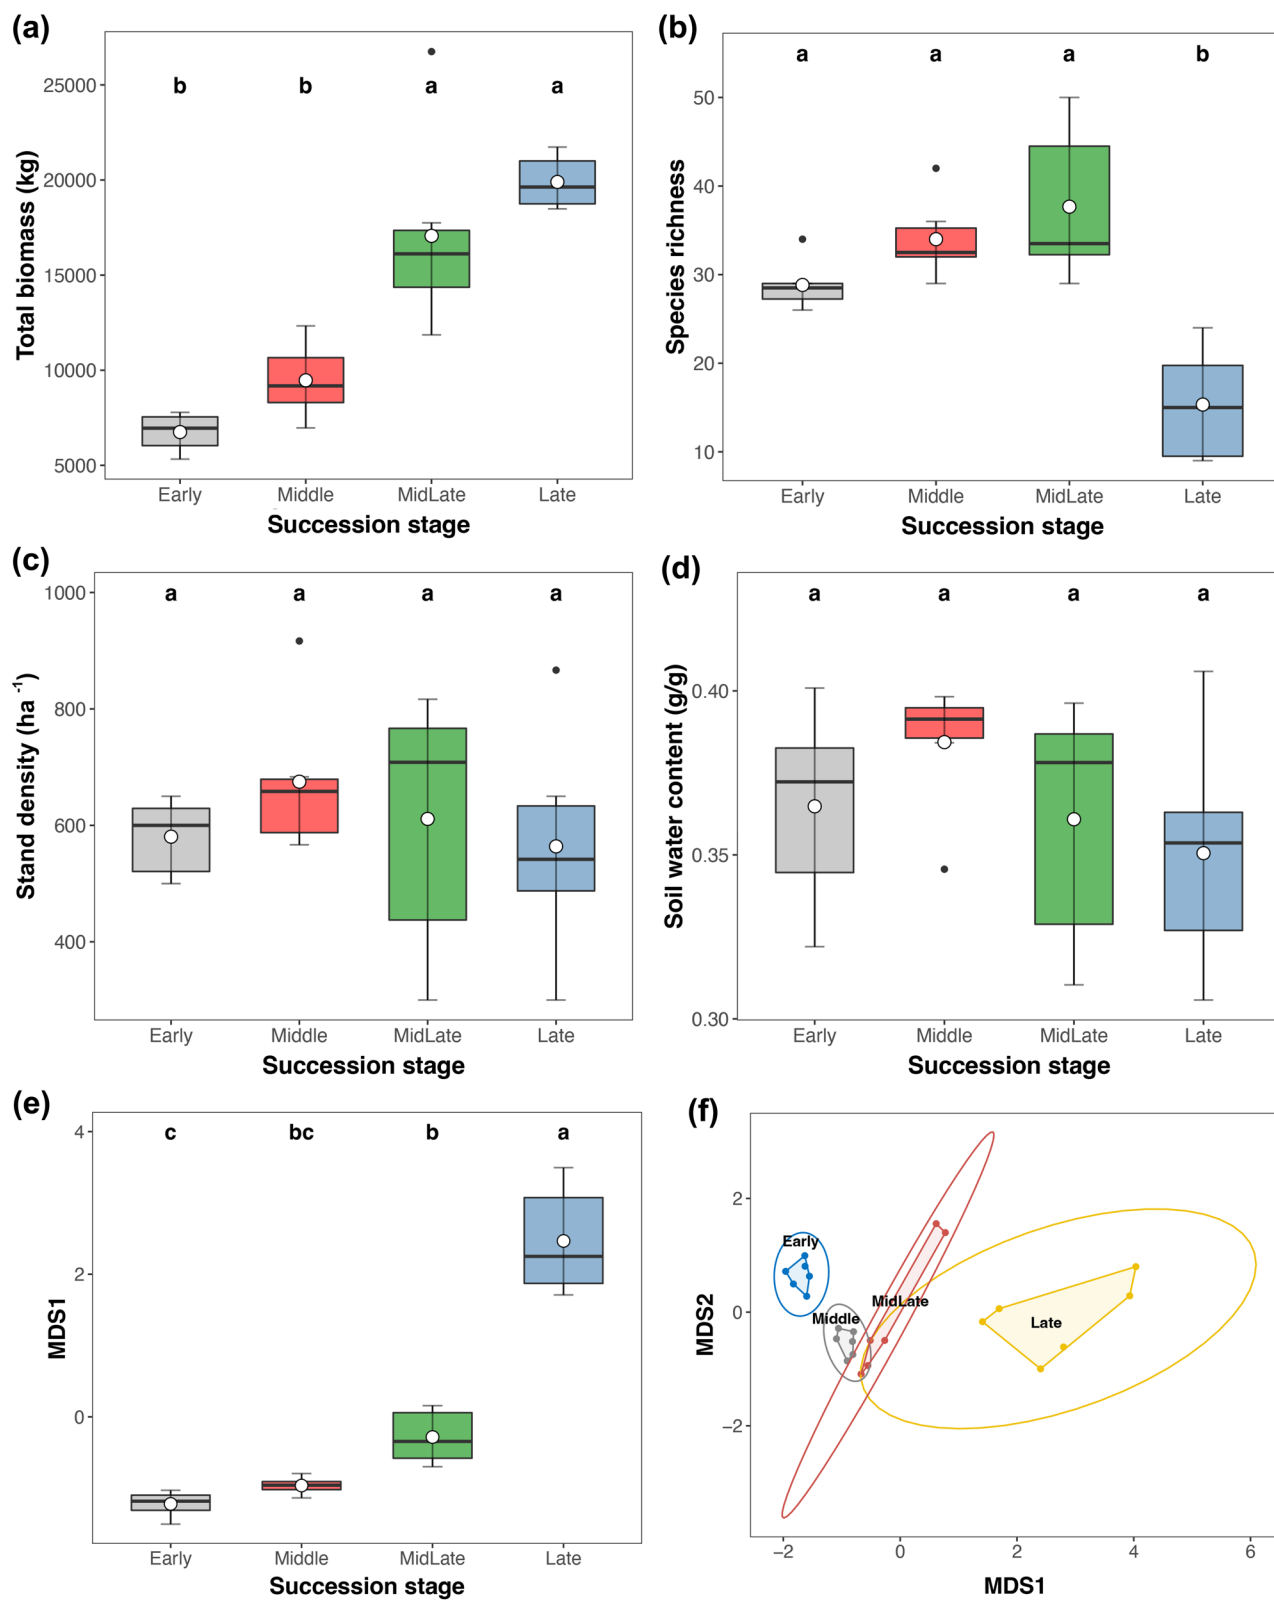 (a)
Total biomass (kg)
25000
20000
15000
10000
5000
b b a a
Early Middle MidLate Late
Succession stage
(b)
Species richness
50
40
30
20
10
a a a b
Early Middle MidLate Late
Succession stage
(c)
Stand density (ha -1)
1000
800
600
400
a a a a
Early Middle MidLate Late
Succession stage
(d)
Soil water content (g/g)
0.40
0.35
0.30
a a a a
Early Middle MidLate Late
Succession stage
(e)
MDS1
4
2
0
c bc b a
Early Middle MidLate Late
Succession stage
(f)
MDS2
2
0
−2
Early
MidLate
Middle
Late
−2 0 2 4 6
MDS1